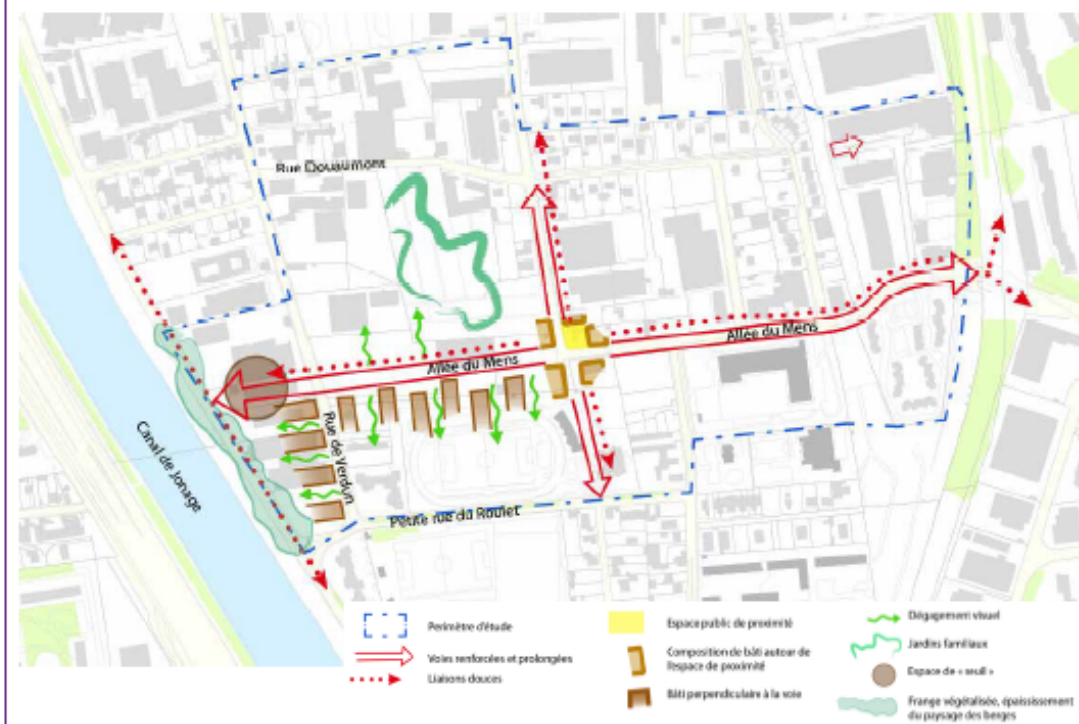 Rue Douaumont
Allée du Mens
Allée du Mens
Rue de Verdun
Canal de Jonage
Petite rue du Roulet
Périmètre d'étude
Voies renforcées et prolongées
Liaisons douces
Espace public de proximité
Composition de bâti autour de
l'espace de proximité
Bâti perpendiculaire à la voie
Dégagement visuel
Jardins familiaux
Espace de « seuil »
Frange végétalisée, épaississement
du paysage des berges